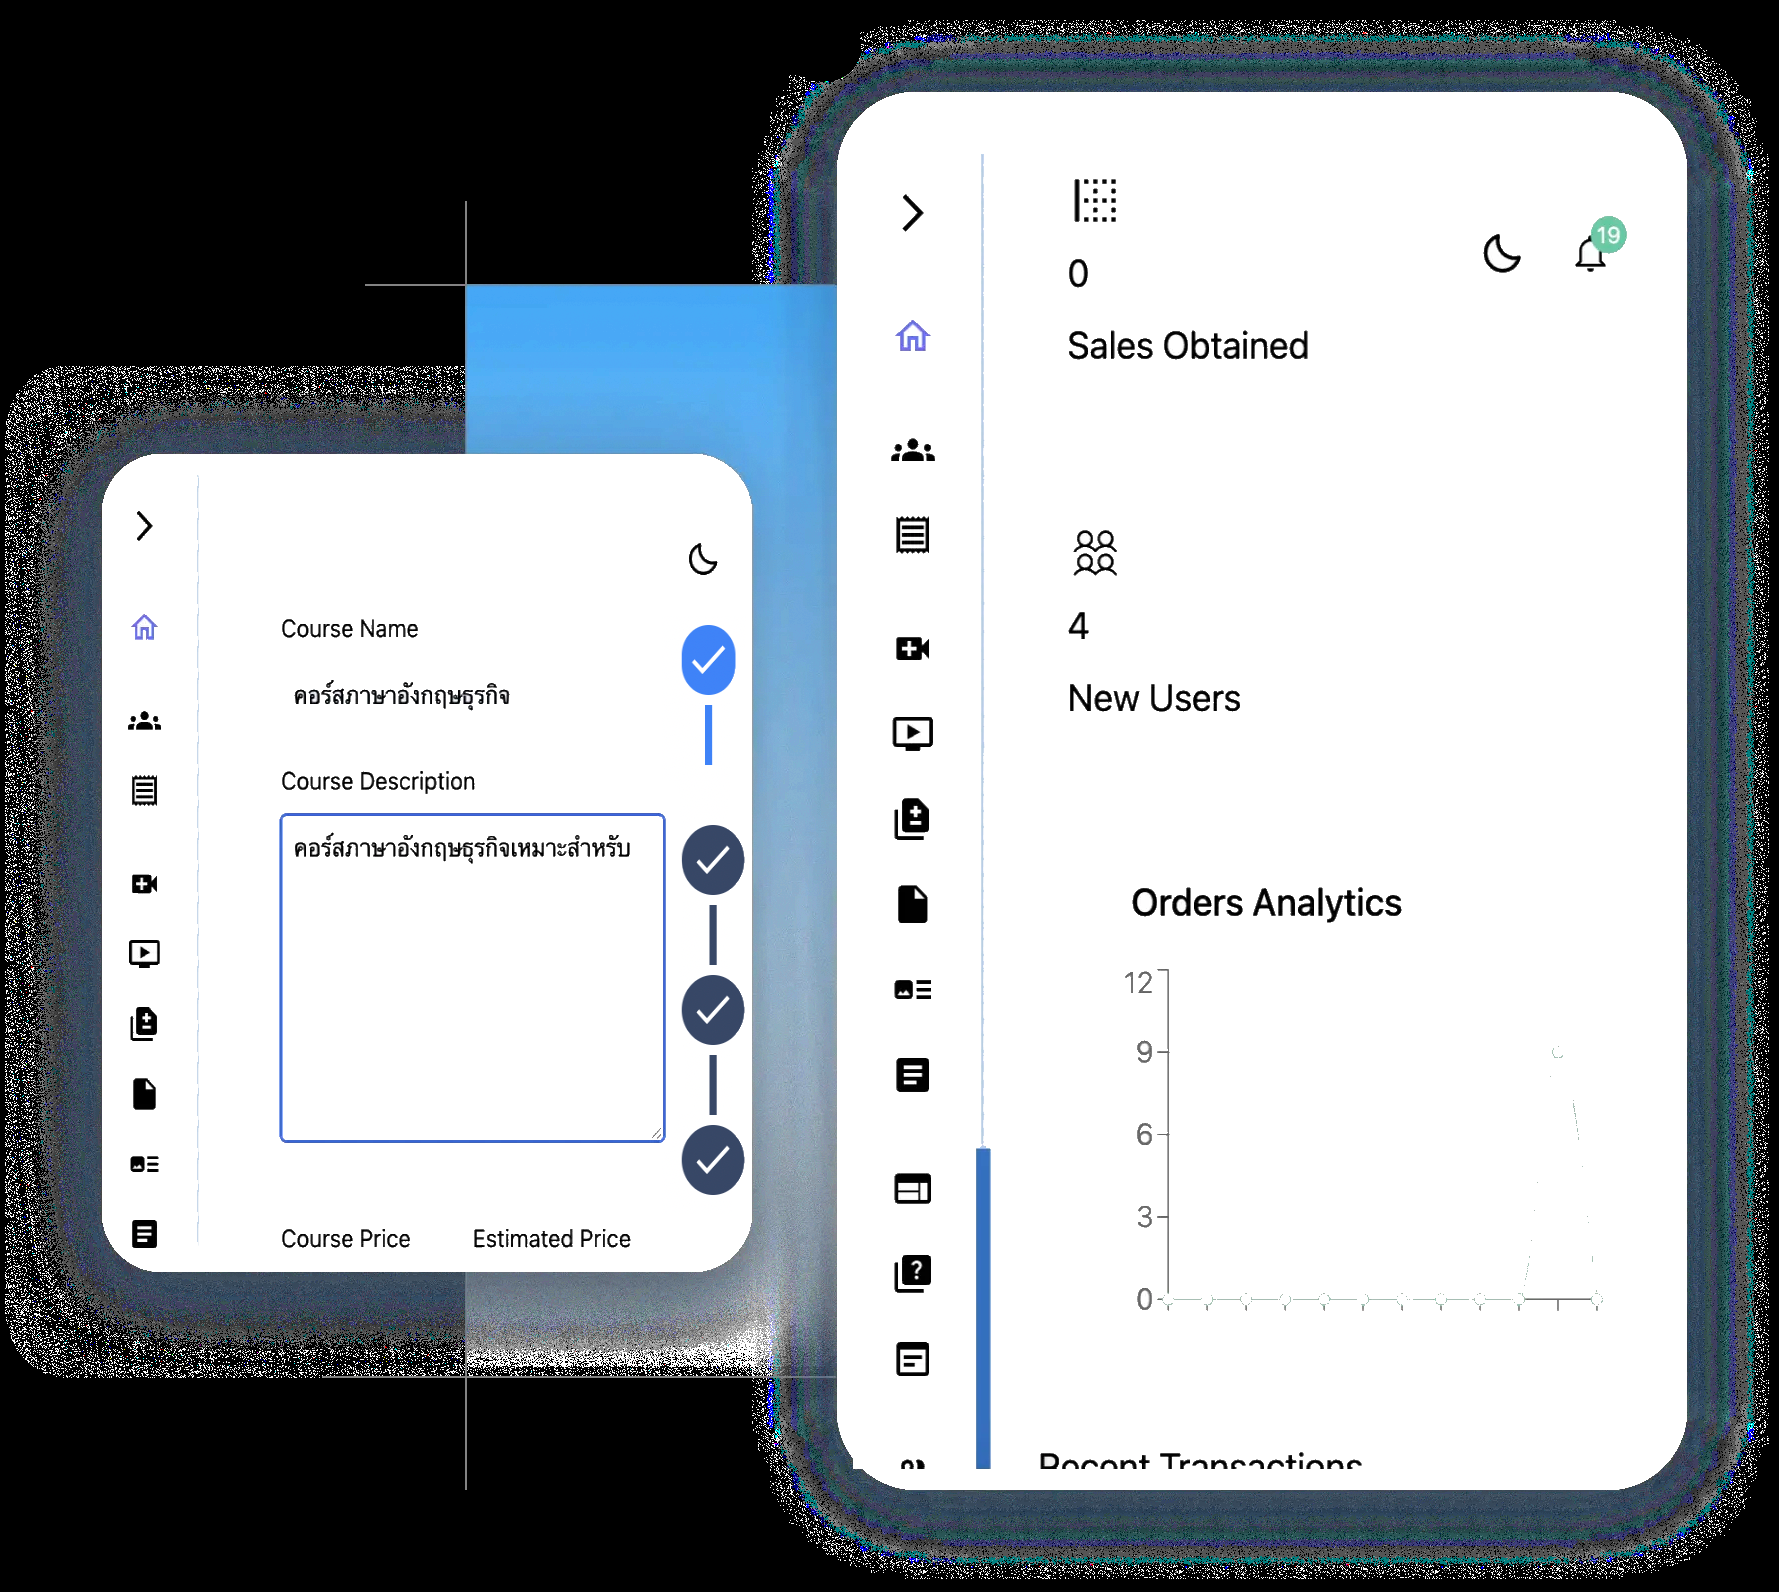 Course Name
คอร์สภาษาอังกฤษธุรกิจ
Course Description
คอร์สภาษาอังกฤษธุรกิจเหมาะสำหรับ
Course Price
Estimated Price
19
0
Sales Obtained
4
New Users
Orders Analytics
12
9
6
3
0
Recent Transactions